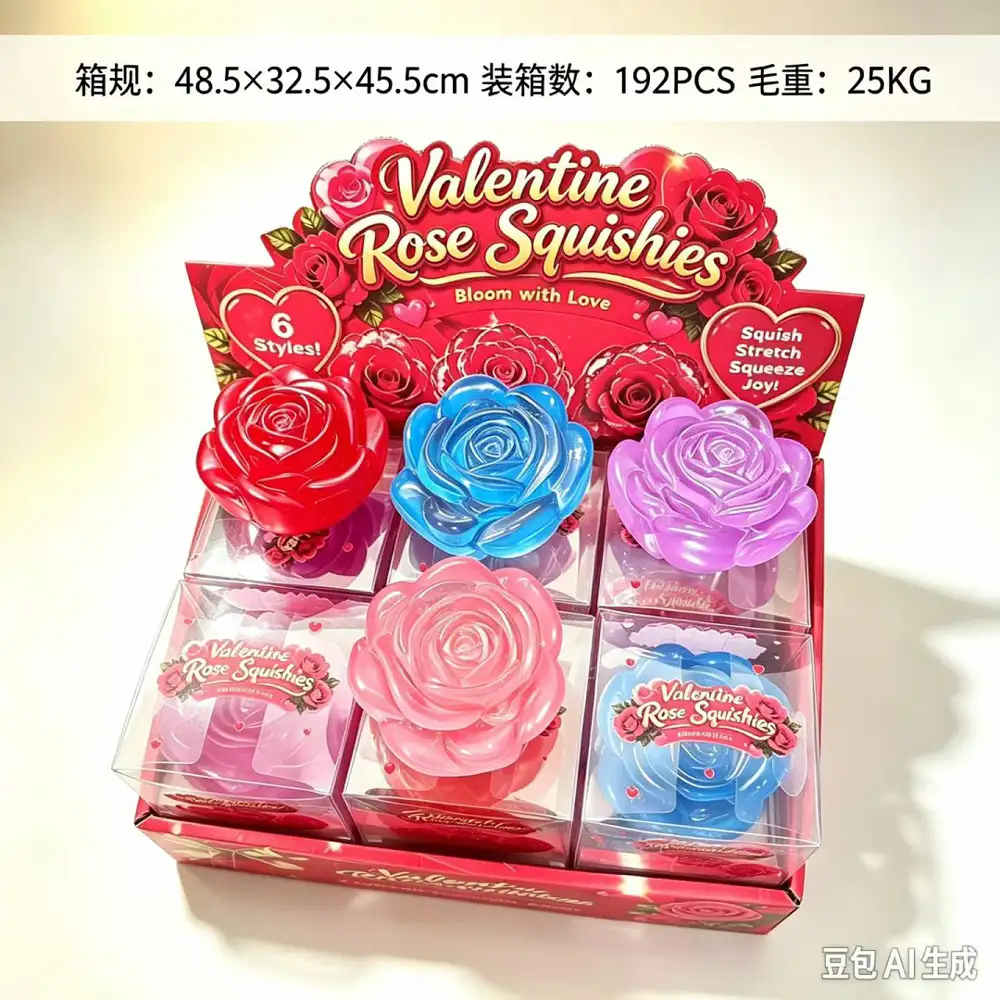 箱规：48.5×32.5×45.5cm 装箱数：192PCS 毛重：25KG
Valentine
Rose Squishies
Bloom with Love
6
Styles!
Squish
Stretch
Squeeze
Joy!
Valentine
Rose Squishies
Valentine
Rose Squishies
豆包AI生成